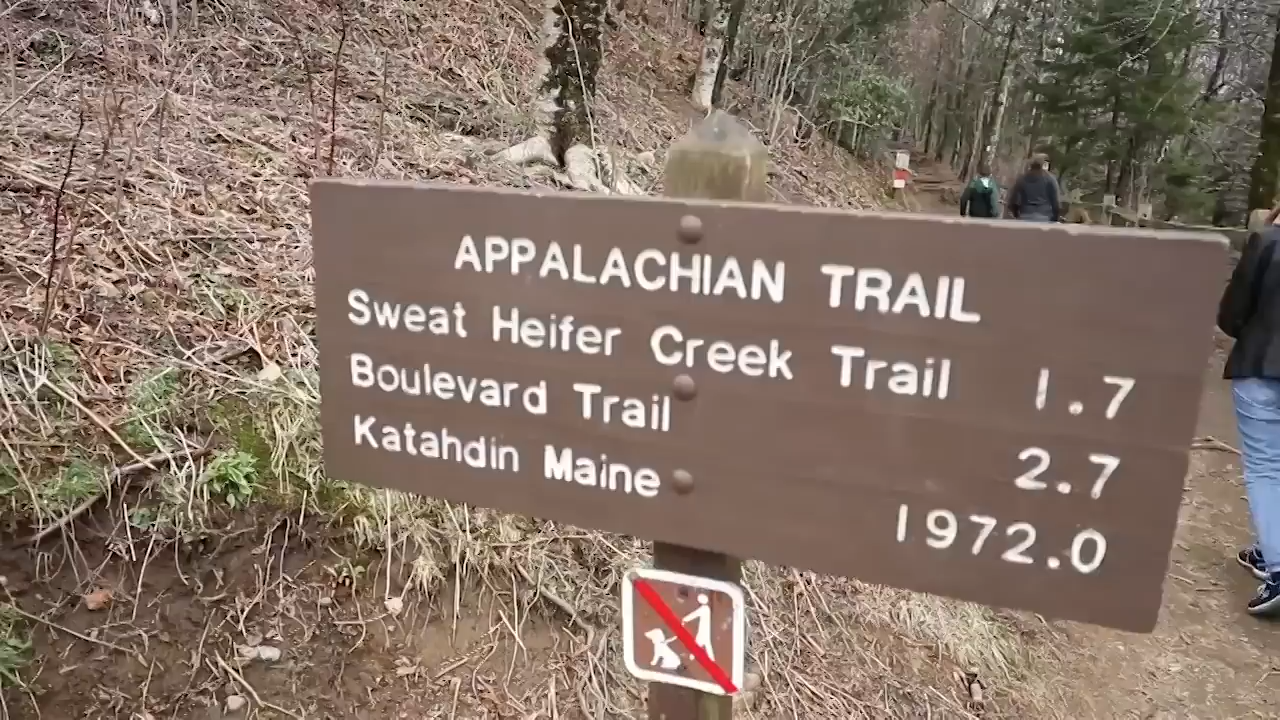 APPALACHIAN TRAIL
Sweat Heifer Creek Trail 1.7
Boulevard Trail 2.7
Katahdin Maine 1972.0